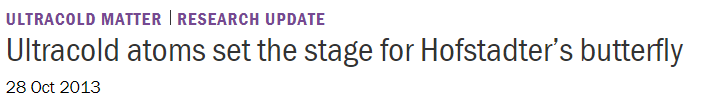 ULTRACOLD MATTER | RESEARCH UPDATE
Ultracold atoms set the stage for Hofstadter’s butterfly
28 Oct 2013